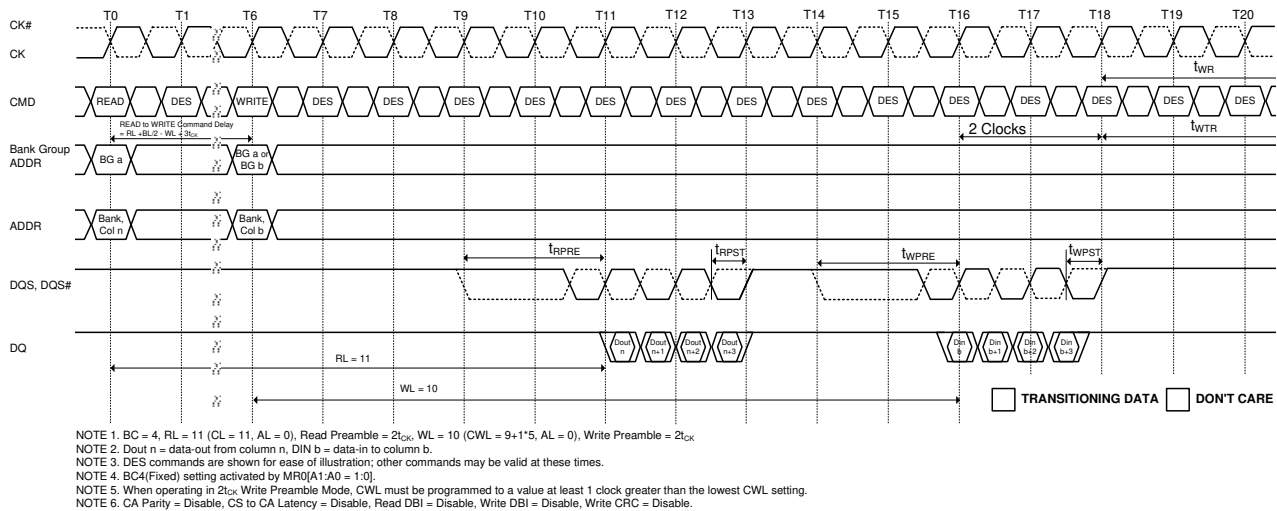 T0 T1 T6 T7 T8 T9 T10 T11 T12 T13 T14 T15 T16 T17 T18 T19 T20
CK#
CK
tWR
CMD READ DES WRITE DES DES DES DES DES DES DES DES DES DES DES DES DES DES
READ to WRITE Command Delay
= RL +BL/2 - WL + 3tCK
2 Clocks
tWTR
Bank Group
ADDR
BG a
BG a or
BG b
ADDR
Bank,
Col n
Bank,
Col b
tRPRE tRPST tWPRE tWPST
DQS, DQS#
DQ
Dout
n
Dout
n+1
Dout
n+2
Dout
n+3
Din
b
Din
b+1
Din
b+2
Din
b+3
RL = 11
WL = 10
TRANSITIONING DATA DON'T CARE
NOTE 1. BC = 4, RL = 11 (CL = 11, AL = 0), Read Preamble = 2tCK, WL = 10 (CWL = 9+1*5, AL = 0), Write Preamble = 2tCK
NOTE 2. Dout n = data-out from column n, DIN b = data-in to column b.
NOTE 3. DES commands are shown for ease of illustration; other commands may be valid at these times.
NOTE 4. BC4(Fixed) setting activated by MR0[A1:A0 = 1:0].
NOTE 5. When operating in 2tCK Write Preamble Mode, CWL must be programmed to a value at least 1 clock greater than the lowest CWL setting.
NOTE 6. CA Parity = Disable, CS to CA Latency = Disable, Read DBI = Disable, Write DBI = Disable, Write CRC = Disable.